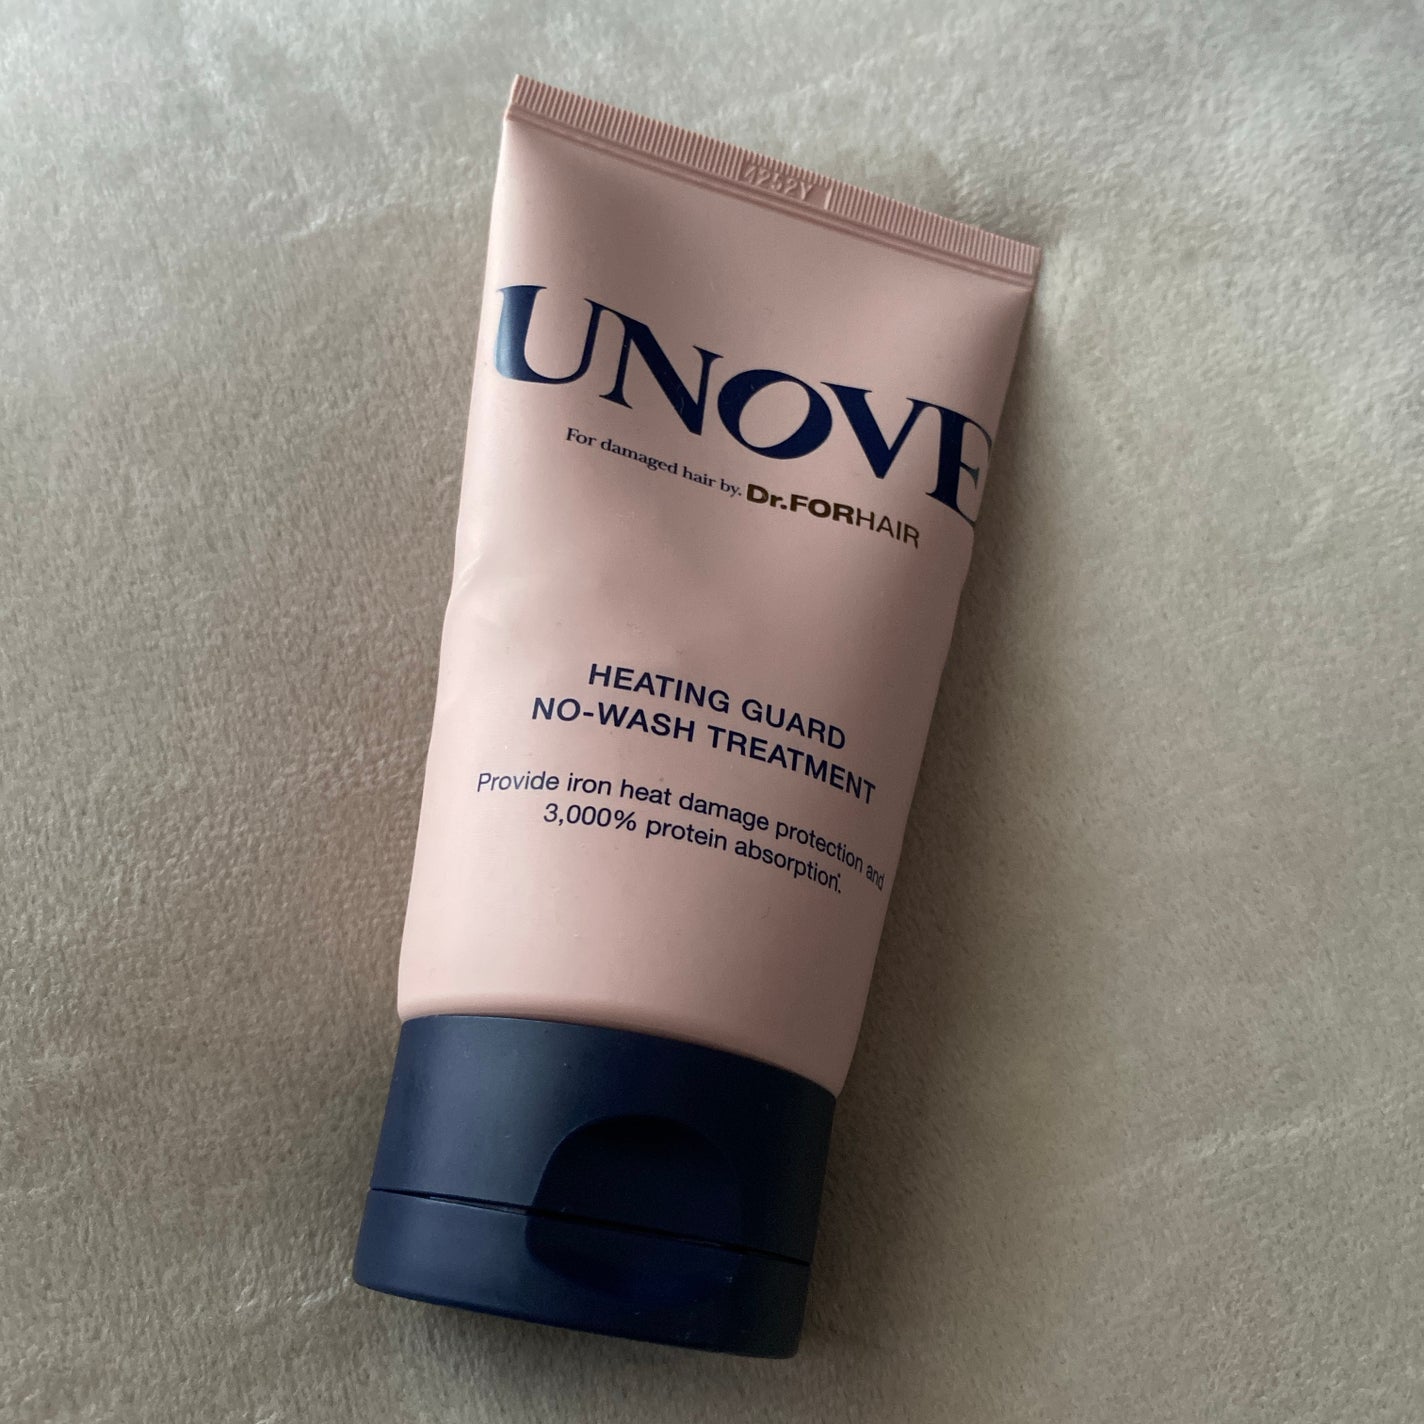 4252Y
UNOVE
For damaged hair by. Dr.FORHAIR
HEATING GUARD
NO-WASH TREATMENT
Provide iron heat damage protection and
3,000% protein absorption.